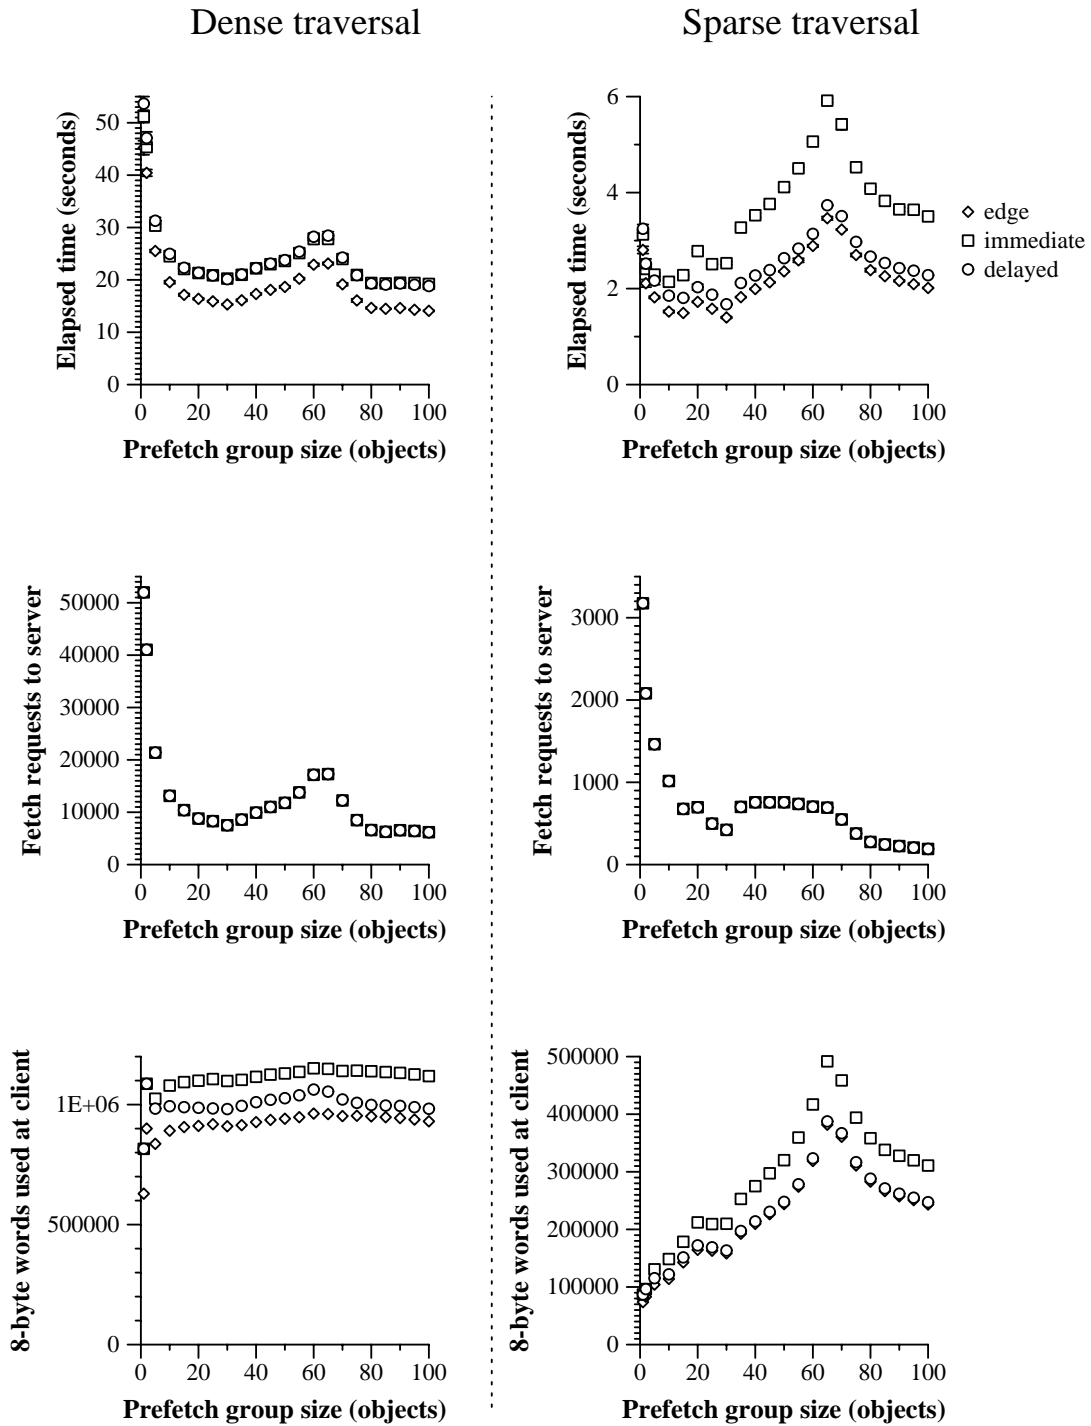 Dense traversal
Sparse traversal
Elapsed time (seconds)
50
40
30
20
10
0
0 20 40 60 80 100
Prefetch group size (objects)
Elapsed time (seconds)
6
4
2
0
0 20 40 60 80 100
Prefetch group size (objects)
edge
immediate
delayed
Fetch requests to server
50000
40000
30000
20000
10000
0
0 20 40 60 80 100
Prefetch group size (objects)
Fetch requests to server
3000
2000
1000
0
0 20 40 60 80 100
Prefetch group size (objects)
8-byte words used at client
1E+06
500000
0
0 20 40 60 80 100
Prefetch group size (objects)
8-byte words used at client
500000
400000
300000
200000
100000
0
0 20 40 60 80 100
Prefetch group size (objects)